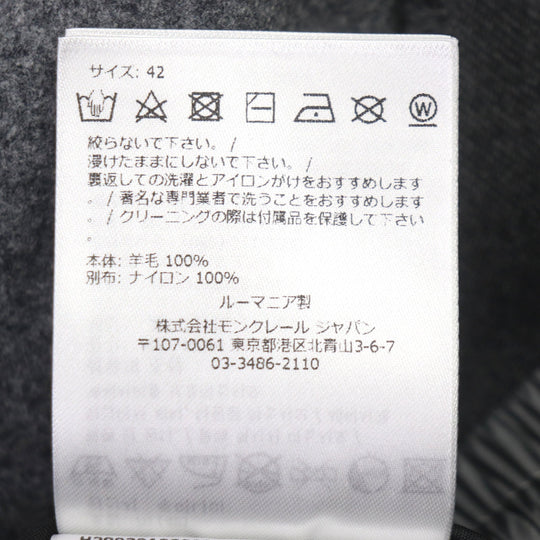 サイズ: 42
W
絞らないで下さい。 /
浸けたままにしないで下さい。 /
裏返しての洗濯とアイロンがけをおすすめします
。 / 著名な専門業者で洗うことをおすすめします
。 / クリーニングの際は付属品を保護して下さい
。
本体: 羊毛 100%
別布: ナイロン 100%
ルーマニア製
株式会社モンクレール ジャパン
〒107-0061 東京都港区北青山3-6-7
03-3486-2110